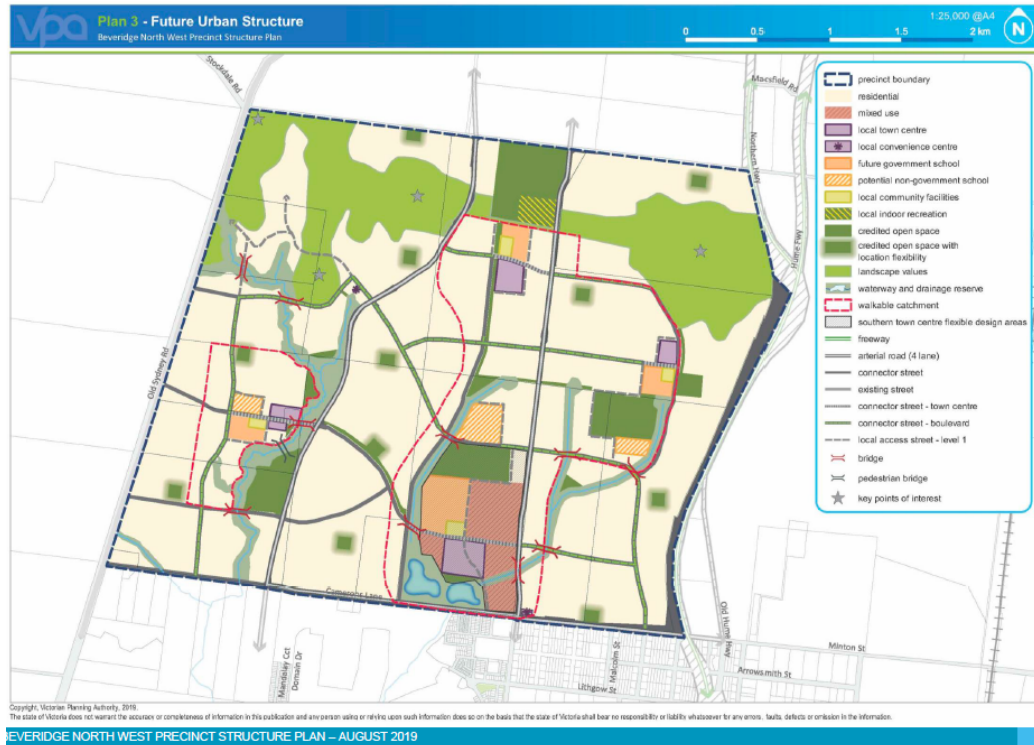 vpa
Plan 3 - Future Urban Structure
Beveridge North West Precinct Structure Plan
1:25,000 @A4
0 0.5 1 1.5 2 km
N
Stockdale Rd
Macsfield Rd
Northern Hwy
Hume Fwy
Old Sydney Rd
Camerons Lane
Mandalay Cct
Domain Dr
Malcolm St
Lithgow St
Old Hume Hwy
Minton St
Arrowsmith St
precinct boundary
residential
mixed use
local town centre
local convenience centre
future government school
potential non-government school
local community facilities
local indoor recreation
credited open space
credited open space with
location flexibility
landscape values
waterway and drainage reserve
walkable catchment
southern town centre flexible design areas
freeway
arterial road (4 lane)
connector street
existing street
connector street - town centre
connector street - boulevard
local access street - level 1
bridge
pedestrian bridge
key points of interest
Copyright, Victorian Planning Authority, 2019.
The state of Victoria does not warrant the accuracy or completeness of information in this publication and any person using or relying upon such information does so on the basis that the state of Victoria shall bear no responsibility or liability whatsoever for any errors, faults, defects or omission in the information.
BEVERIDGE NORTH WEST PRECINCT STRUCTURE PLAN – AUGUST 2019